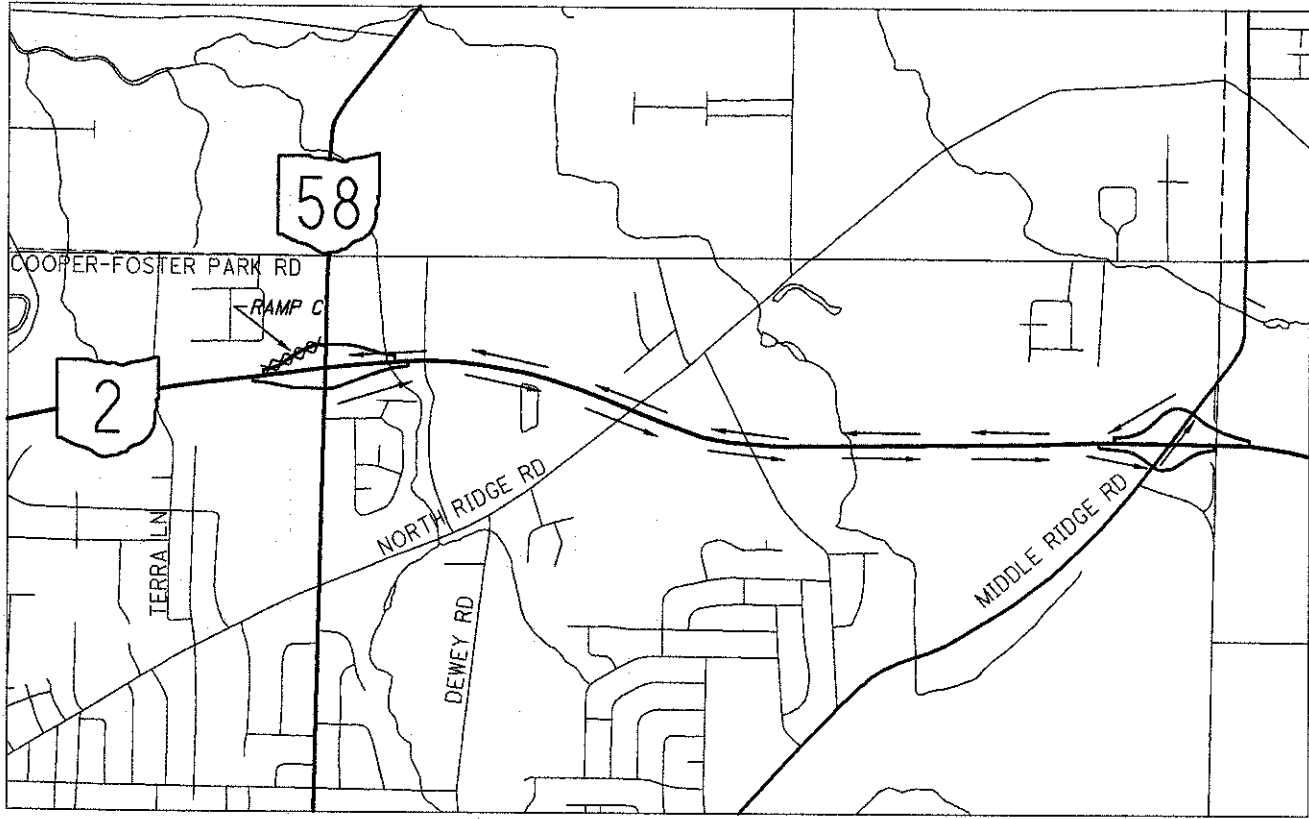 58
COOPER-FOSTER PARK RD
RAMP C
2
NORTH RIDGE RD
MIDDLE RIDGE RD
TERRA LN
DEWEY RD